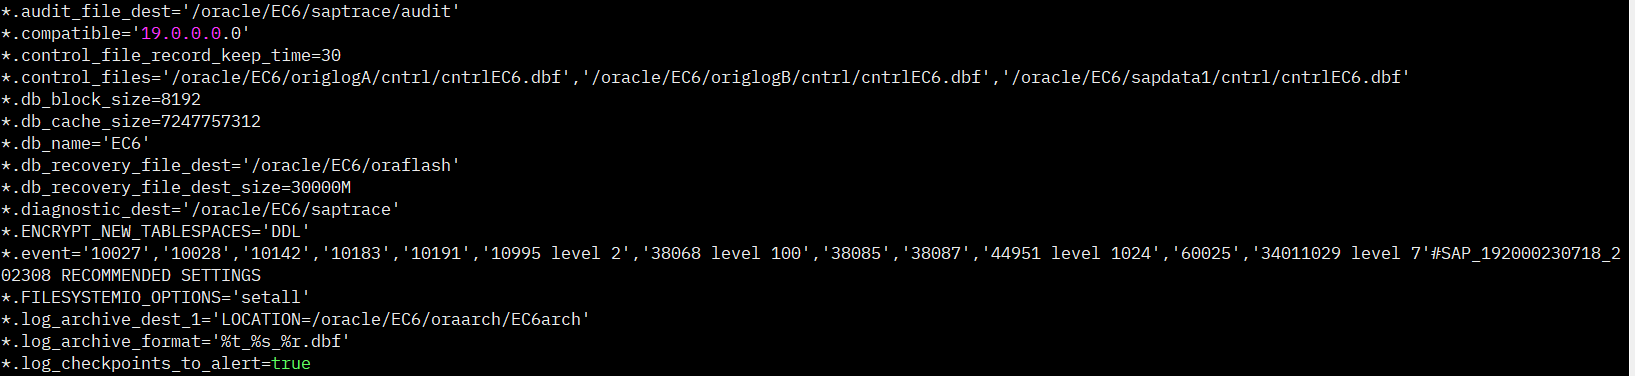 *.audit_file_dest='/oracle/EC6/saptrace/audit'
*.compatible='19.0.0.0.0'
*.control_file_record_keep_time=30
*.control_files='/oracle/EC6/origlogA/cntrl/cntrlEC6.dbf','/oracle/EC6/origlogB/cntrl/cntrlEC6.dbf','/oracle/EC6/sapdata1/cntrl/cntrlEC6.dbf'
*.db_block_size=8192
*.db_cache_size=7247757312
*.db_name='EC6'
*.db_recovery_file_dest='/oracle/EC6/oraflash'
*.db_recovery_file_dest_size=30000M
*.diagnostic_dest='/oracle/EC6/saptrace'
*.ENCRYPT_NEW_TABLESPACES='DDL'
*.event='10027','10028','10142','10183','10191','10995 level 2','38068 level 100','38085','38087','44951 level 1024','60025','34011029 level 7'#SAP_192000230718_2
02308 RECOMMENDED SETTINGS
*.FILESYSTEMIO_OPTIONS='setall'
*.log_archive_dest_1='LOCATION=/oracle/EC6/oraarch/EC6arch'
*.log_archive_format='%t_%s_%r.dbf'
*.log_checkpoints_to_alert=true